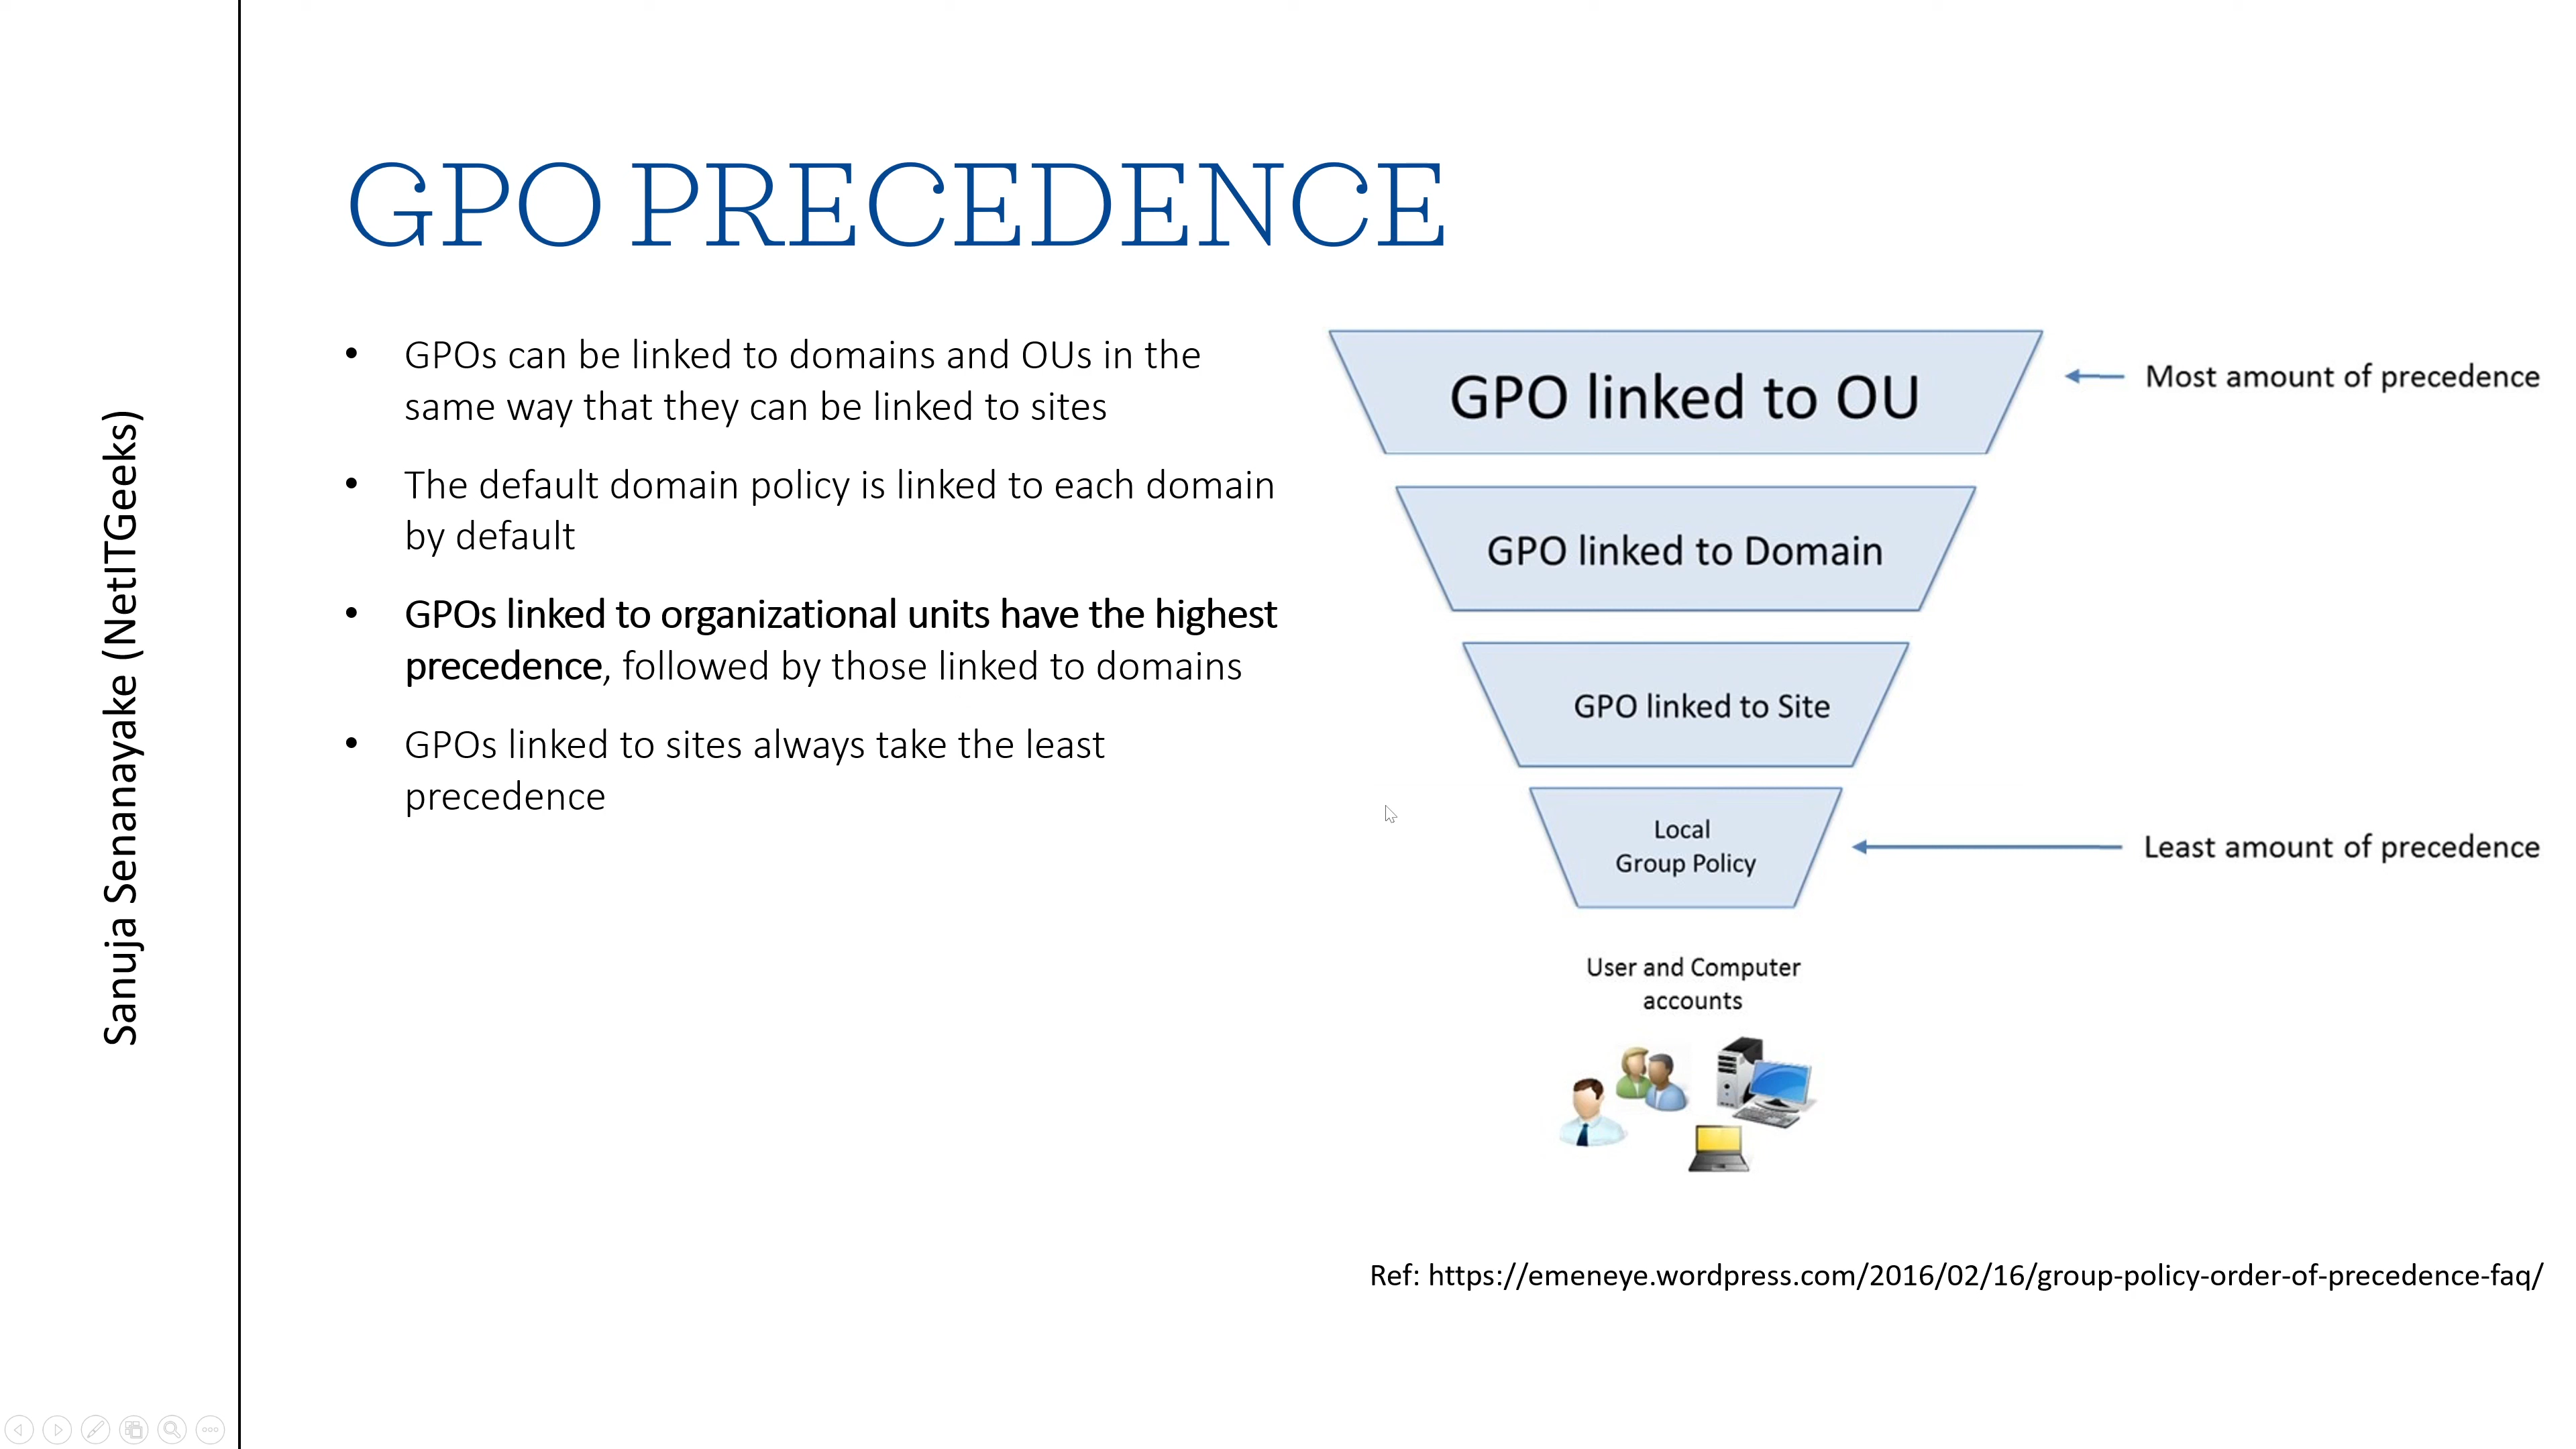 Sanuja Senanayake (NetITGeeks)
GPO PRECEDENCE
• GPOs can be linked to domains and OUs in the
same way that they can be linked to sites
• The default domain policy is linked to each domain
by default
• GPOs linked to organizational units have the highest
precedence, followed by those linked to domains
• GPOs linked to sites always take the least
precedence
GPO linked to OU
Most amount of precedence
GPO linked to Domain
GPO linked to Site
Local
Group Policy
Least amount of precedence
User and Computer
accounts
Ref: https://emeneye.wordpress.com/2016/02/16/group-policy-order-of-precedence-faq/